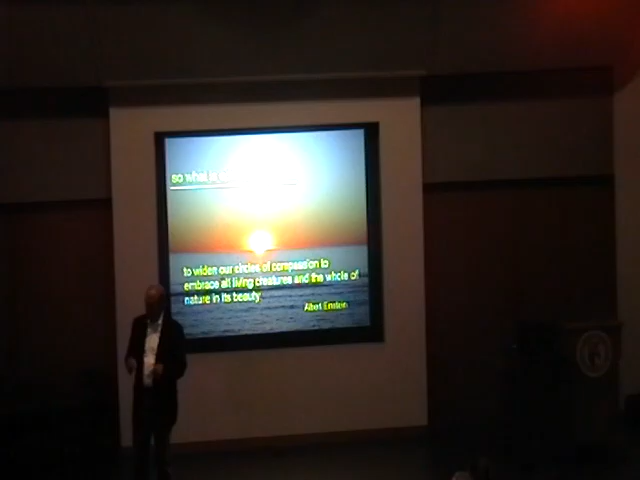 so what is
to widen our circles of compassion to
embrace all living creatures and the whole of
nature in its beauty.
Albert Einstein